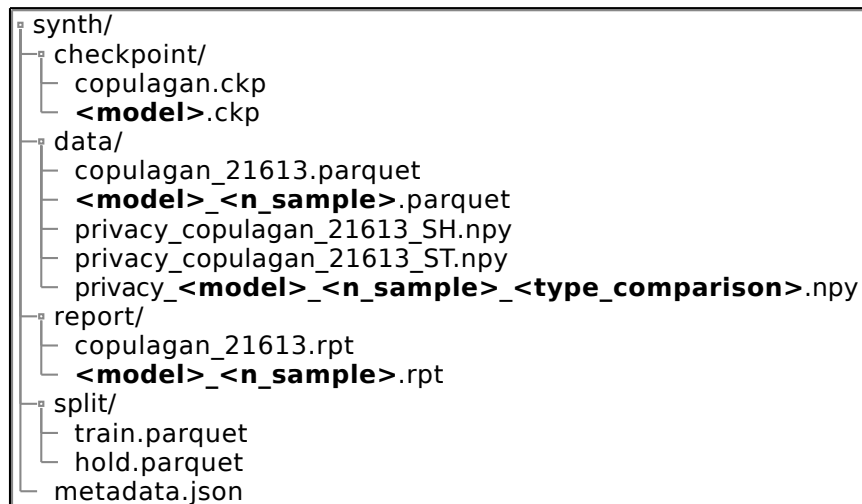 synth/
checkpoint/
copulagan.ckp
<model>.ckp
data/
copulagan_21613.parquet
<model>_<n_sample>.parquet
privacy_copulagan_21613_SH.npy
privacy_copulagan_21613_ST.npy
privacy_<model>_<n_sample>_<type_comparison>.npy
report/
copulagan_21613.rpt
<model>_<n_sample>.rpt
split/
train.parquet
hold.parquet
metadata.json